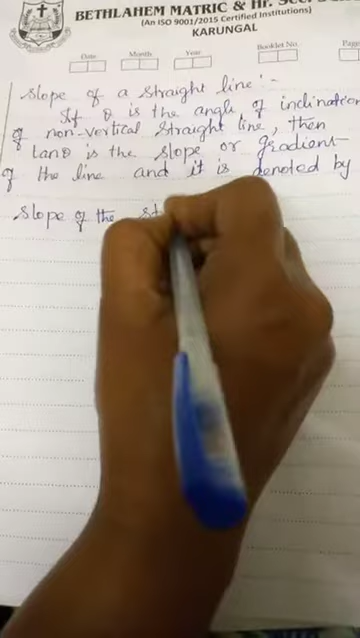 BETHLAHEM MATRIC & Hr. Sec.
(An ISO 9001/2015 Certified Institutions)
KARUNGAL
Date Month Year Booklet No. Page
Slope of a straight line :-
If θ is the angle of inclination
of non-vertical straight line, then
tanθ is the slope or gradient
of the line and it is denoted by
Slope of the st